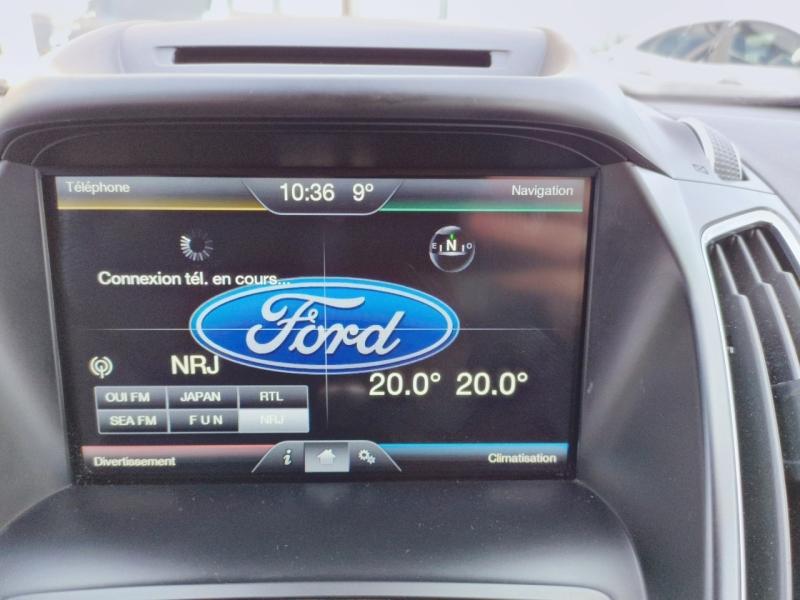 Téléphone 10:36 9° Navigation
E N O
Connexion tél. en cours...
Ford
NRJ
20.0° 20.0°
OUI FM JAPAN RTL
SEA FM F U N NRJ
Divertissement i Climatisation